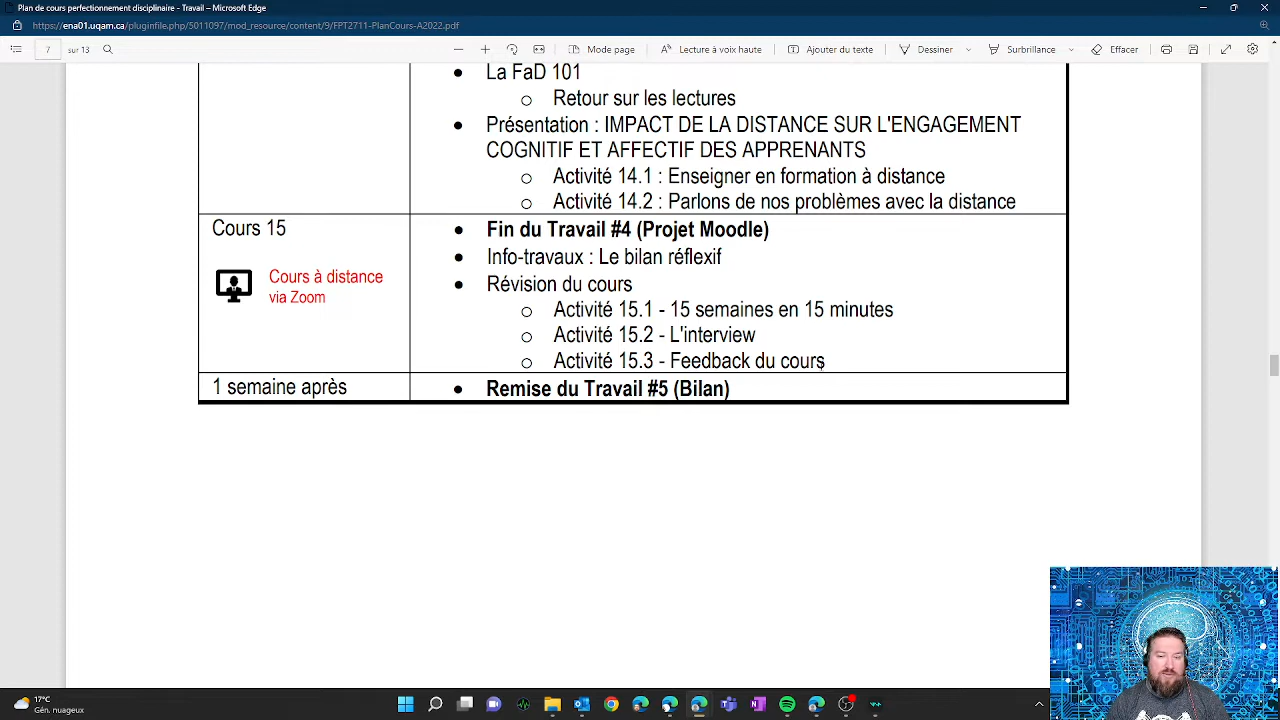 Plan de cours perfectionnement disciplinaire - Travail – Microsoft Edge
https://ena01.uqam.ca/pluginfile.php/5011097/mod_resource/content/9/FPT2711-PlanCours-A2022.pdf
7 sur 13 Mode page Lecture à voix haute Ajouter du texte Dessiner Surbrillance Effacer
• La FaD 101
o Retour sur les lectures
• Présentation : IMPACT DE LA DISTANCE SUR L'ENGAGEMENT
COGNITIF ET AFFECTIF DES APPRENANTS
o Activité 14.1 : Enseigner en formation à distance
o Activité 14.2 : Parlons de nos problèmes avec la distance
Cours 15
Cours à distance
via Zoom
• Fin du Travail #4 (Projet Moodle)
• Info-travaux : Le bilan réflexif
• Révision du cours
o Activité 15.1 - 15 semaines en 15 minutes
o Activité 15.2 - L'interview
o Activité 15.3 - Feedback du cours
1 semaine après
• Remise du Travail #5 (Bilan)
17°C
Gén. nuageux